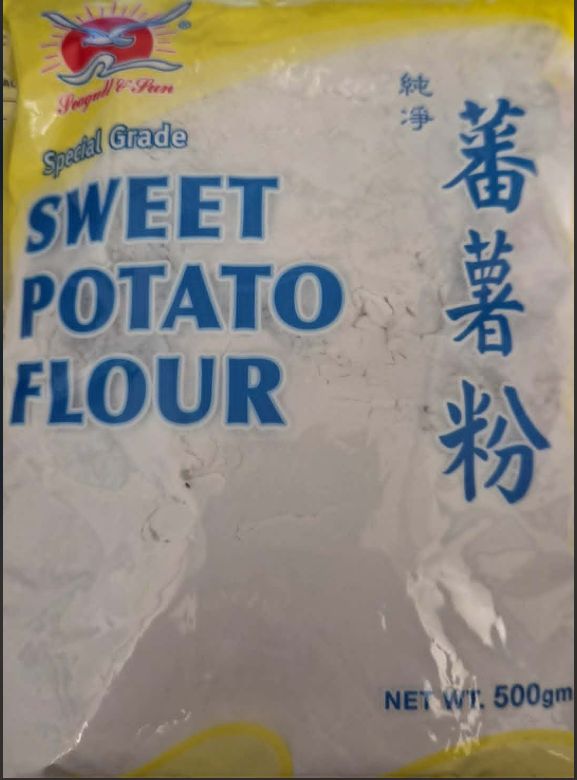 Seagull & Sun
®
Special Grade
SWEET
POTATO
FLOUR
純淨
蕃薯粉
NET WT. 500gm